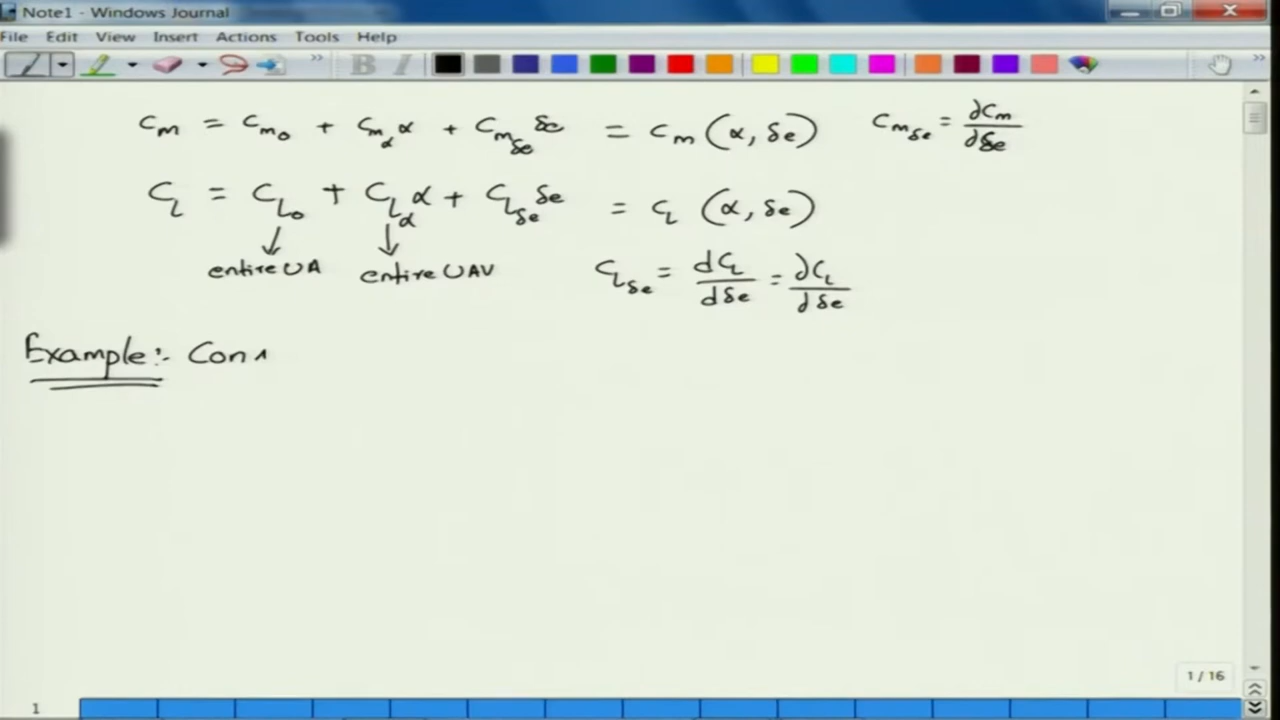 Note1 - Windows Journal
File Edit View Insert Actions Tools Help
B I
Cm = Cm₀ + Cmα α + Cmδe δe = Cm (α, δe) Cmδe = ∂Cm/∂δe
CL = CL₀ + CLα α + CLδe δe = CL (α, δe)
entire UA entire UAV CLδe = dCL/dδe = ∂CL/∂δe
Example:- Con
1 / 16
1